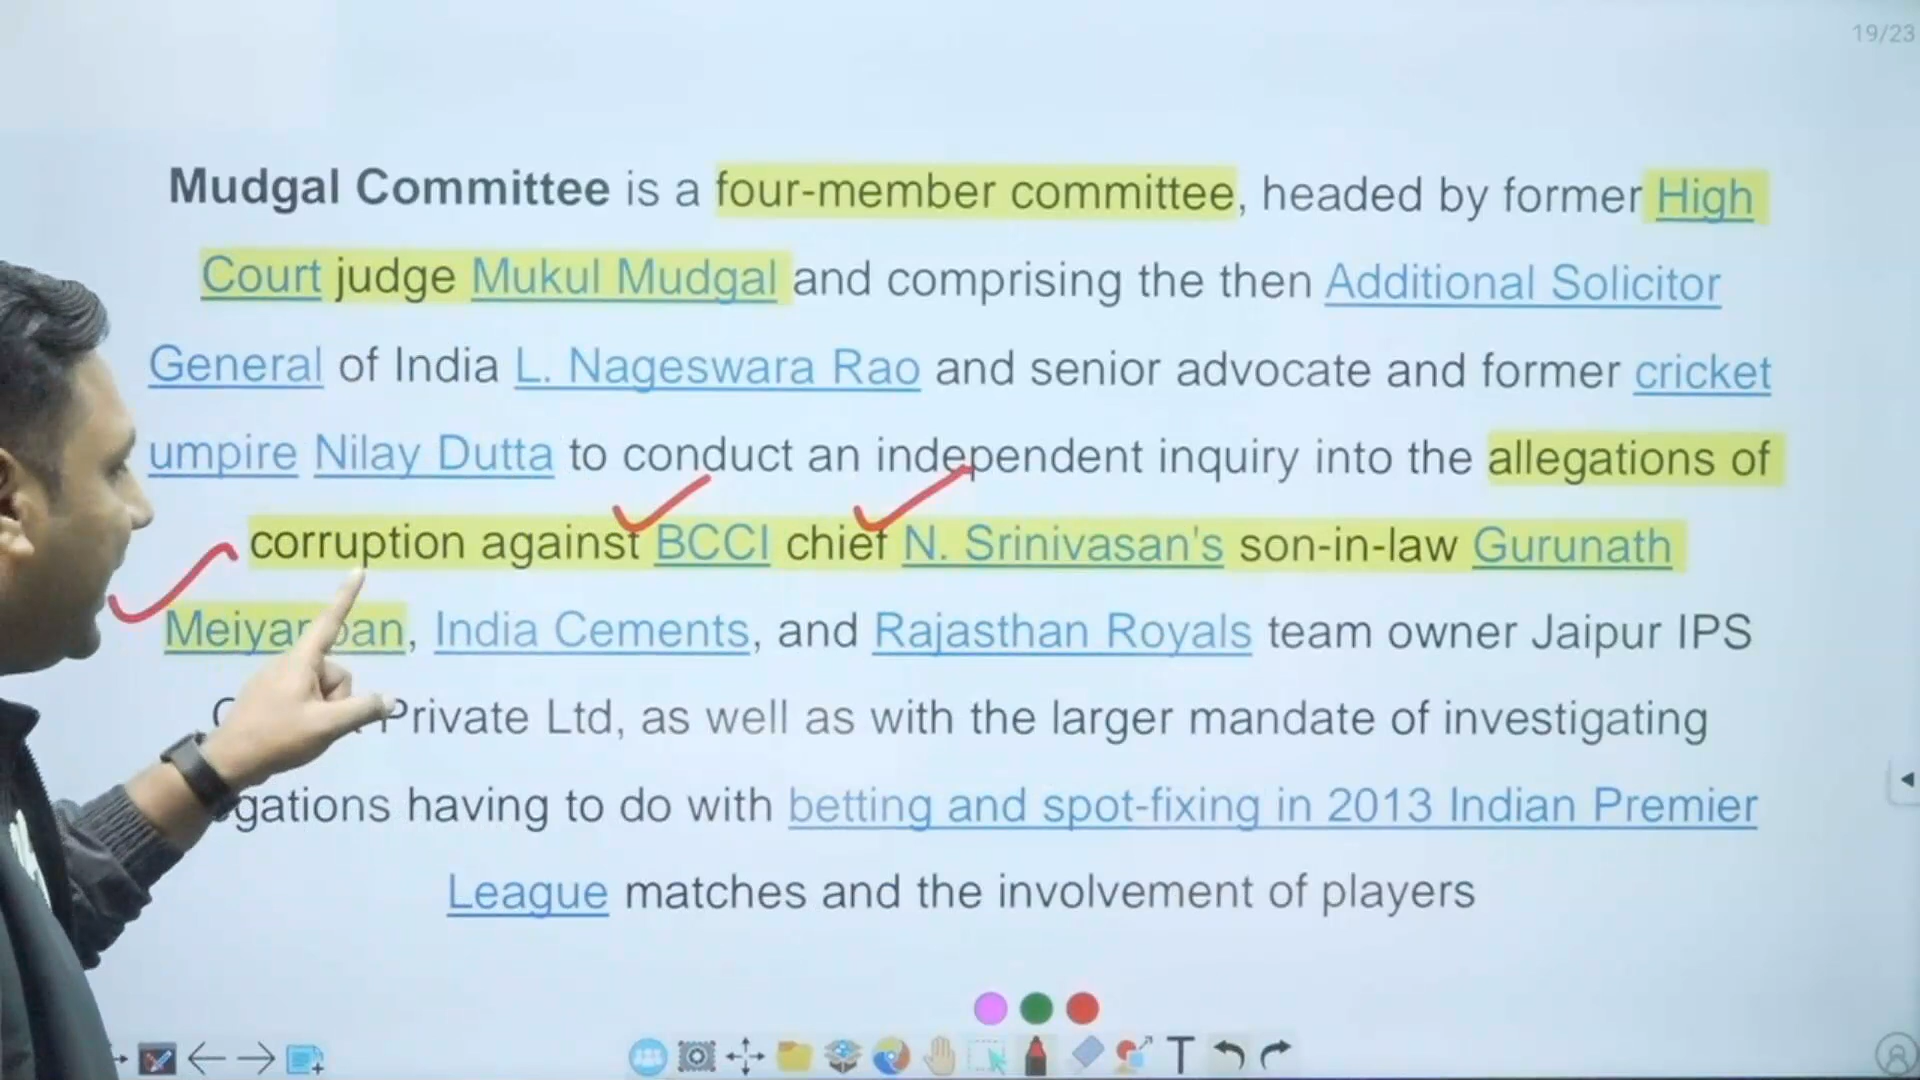 19/23
Mudgal Committee is a four-member committee, headed by former High
Court judge Mukul Mudgal and comprising the then Additional Solicitor
General of India L. Nageswara Rao and senior advocate and former cricket
umpire Nilay Dutta to conduct an independent inquiry into the allegations of
corruption against BCCI chief N. Srinivasan's son-in-law Gurunath
, India Cements, and Rajasthan Royals team owner Jaipur IPS
Private Ltd, as well as with the larger mandate of investigating
having to do with betting and spot-fixing in 2013 Indian Premier
League matches and the involvement of players
T